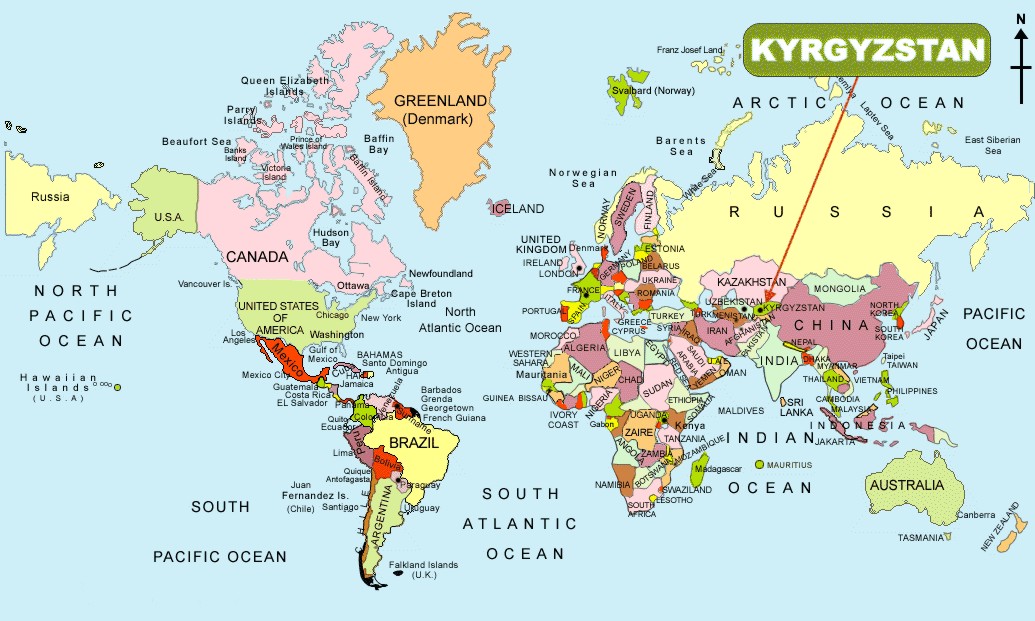 N
KYRGYZSTAN
Franz Josef Land
Svalbard (Norway)
ARCTIC OCEAN
Laptev Sea
East Siberian
Sea
Barents
Sea
White Sea
Norwegian
Sea
Queen Elizabeth
Islands
Parry
Islands
Beaufort Sea
Banks
Island
Prince of
Wales Island
Victoria
Island
Baffin
Bay
Baffin Island
GREENLAND
(Denmark)
ICELAND
Russia
U.S.A.
CANADA
Hudson
Bay
Vancouver Is.
Ottawa
Newfoundland
Cape Breton
Island
UNITED STATES
OF
AMERICA
Chicago
New York
Washington
Los
Angeles
North
Atlantic Ocean
NORTH
PACIFIC
OCEAN
Hawaiian
Islands
(U.S.A)
Mexico
Gulf of
Mexico
Mexico City
BAHAMAS
Santo Domingo
Antigua
Cuba
HAITI
Jamaica
Guatemala
Costa Rica
EL Salvador
Panama
Venezuela
Barbados
Grenda
Georgetown
French Guiana
Suriname
Colombia
Quito
Ecuador
Peru
Lima
BRAZIL
Bolivia
Quique
Antofagasta
Paraguay
Juan
Fernandez Is.
(Chile)
Santiago
CHILE
ARGENTINA
Uruguay
Falkland Islands
(U.K.)
SOUTH
PACIFIC OCEAN
SOUTH
ATLANTIC
OCEAN
RUSSIA
NORWAY
SWEDEN
FINLAND
UNITED
KINGDOM
Denmark
IRELAND
LONDON
ESTONIA
BELARUS
POLAND
GERMANY
UKRAINE
FRANCE
ROMANIA
ITALY
SPAIN
PORTUGAL
GREECE
CYPRUS
TURKEY
SYRIA
IRAQ
IRAN
KAZAKHSTAN
UZBEKISTAN
TURKMENISTAN
KYRGYZSTAN
AFGHANISTAN
PAKISTAN
MONGOLIA
CHINA
NORTH
KOREA
SOUTH
KOREA
JAPAN
PACIFIC
OCEAN
NEPAL
INDIA
DHAKA
MYANMAR
Taipei
TAIWAN
THAILAND
VIETNAM
PHILIPPINES
CAMBODIA
MALAYSIA
SRI
LANKA
MALDIVES
INDONESIA
JAKARTA
MOROCCO
ALGERIA
LIBYA
EGYPT
RED SEA
SAUDI
ARABIA
U.A.E
OMAN
YEMEN
WESTERN
SAHARA
Mauritania
MALI
NIGER
CHAD
SUDAN
ETHIOPIA
SOMALIA
GUINEA BISSAU
IVORY
COAST
NIGERIA
Gabon
UGANDA
Kenya
ZAIRE
TANZANIA
ANGOLA
ZAMBIA
MOZAMBIQUE
NAMIBIA
BOTSWANA
Madagascar
SWAZILAND
LESOTHO
SOUTH
AFRICA
MAURITIUS
INDIAN
OCEAN
AUSTRALIA
Canberra
TASMANIA
NEW ZEALAND